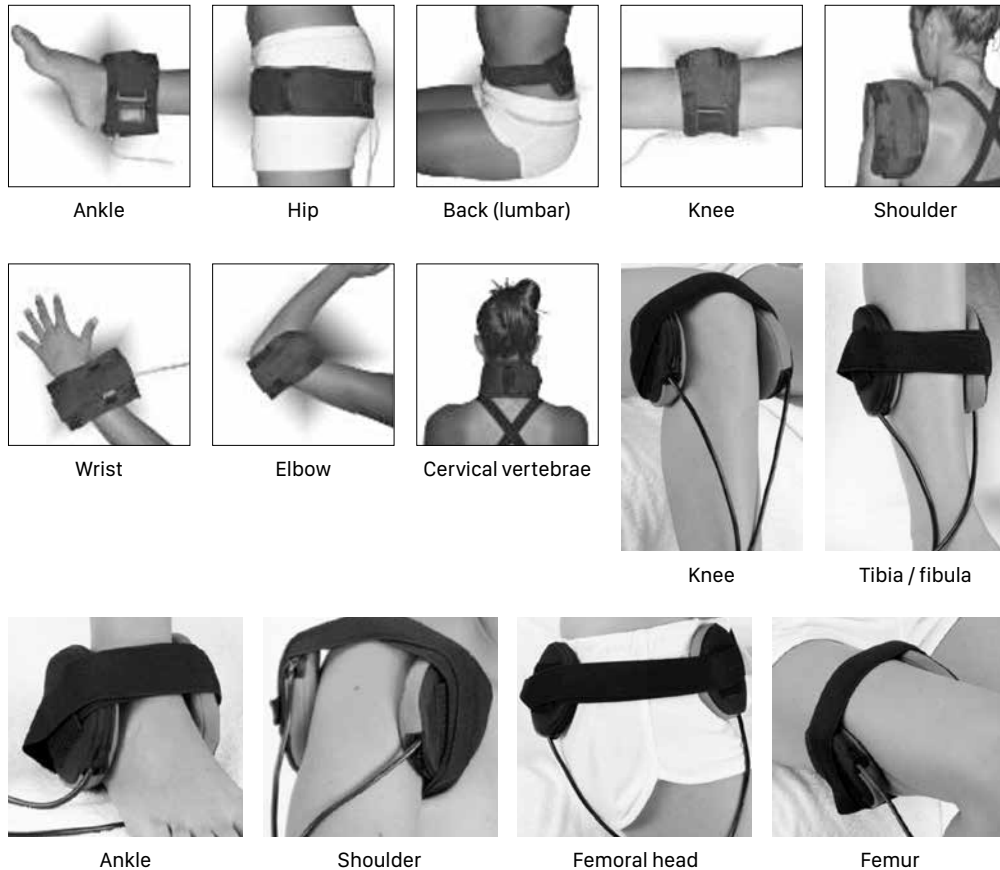 Ankle
Hip
Back (lumbar)
Knee
Shoulder
Wrist
Elbow
Cervical vertebrae
Knee
Tibia / fibula
Ankle
Shoulder
Femoral head
Femur